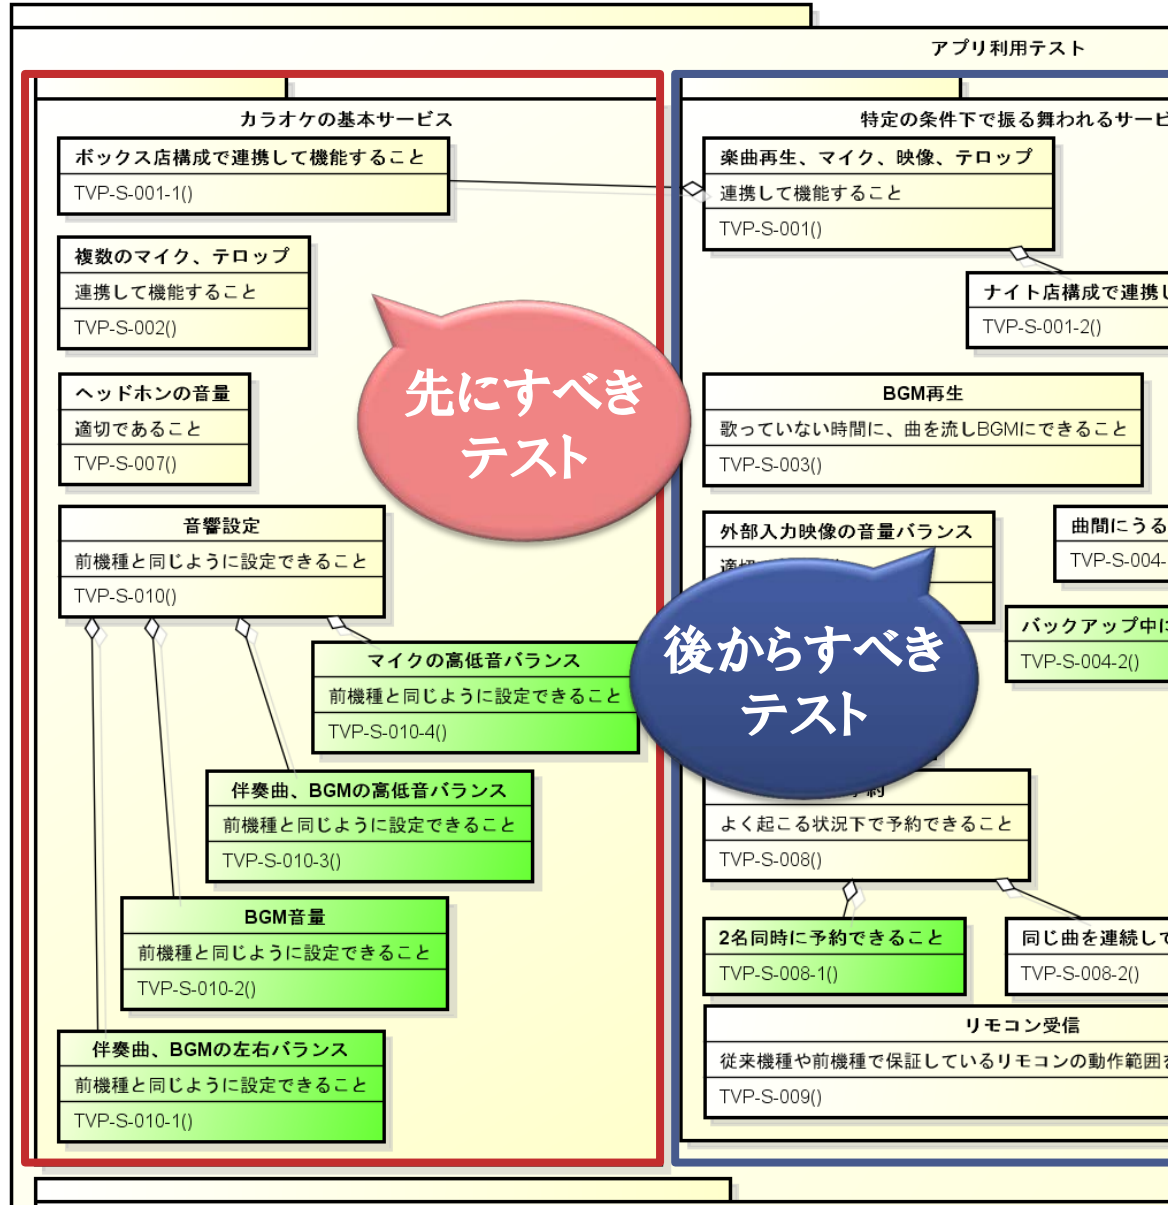 アプリ利用テスト
カラオケの基本サービス
ボックス店構成で連携して機能すること
TVP-S-001-1()
複数のマイク、テロップ
連携して機能すること
TVP-S-002()
ヘッドホンの音量
適切であること
TVP-S-007()
先にすべき
テスト
音響設定
前機種と同じように設定できること
TVP-S-010()
マイクの高低音バランス
前機種と同じように設定できること
TVP-S-010-4()
伴奏曲、BGMの高低音バランス
前機種と同じように設定できること
TVP-S-010-3()
BGM音量
前機種と同じように設定できること
TVP-S-010-2()
伴奏曲、BGMの左右バランス
前機種と同じように設定できること
TVP-S-010-1()
特定の条件下で振る舞われるサービ
楽曲再生、マイク、映像、テロップ
連携して機能すること
TVP-S-001()
ナイト店構成で連携し
TVP-S-001-2()
BGM再生
歌っていない時間に、曲を流しBGMにできること
TVP-S-003()
外部入力映像の音量バランス
曲間にうる
TVP-S-004-
バックアップ中に
TVP-S-004-2()
後からすべき
テスト
よく起こる状況下で予約できること
TVP-S-008()
2名同時に予約できること
TVP-S-008-1()
同じ曲を連続して
TVP-S-008-2()
リモコン受信
従来機種や前機種で保証しているリモコンの動作範囲を
TVP-S-009()